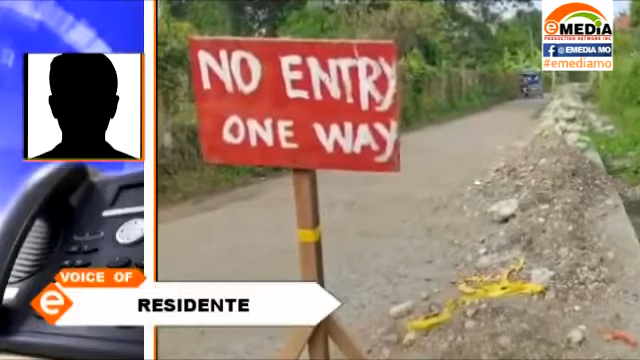 eMEDIA
PRODUCTION NETWORK INC
f @EMEDIA MO
#emediamo
NO ENTRY
ONE WAY
VOICE OF
e RESIDENTE